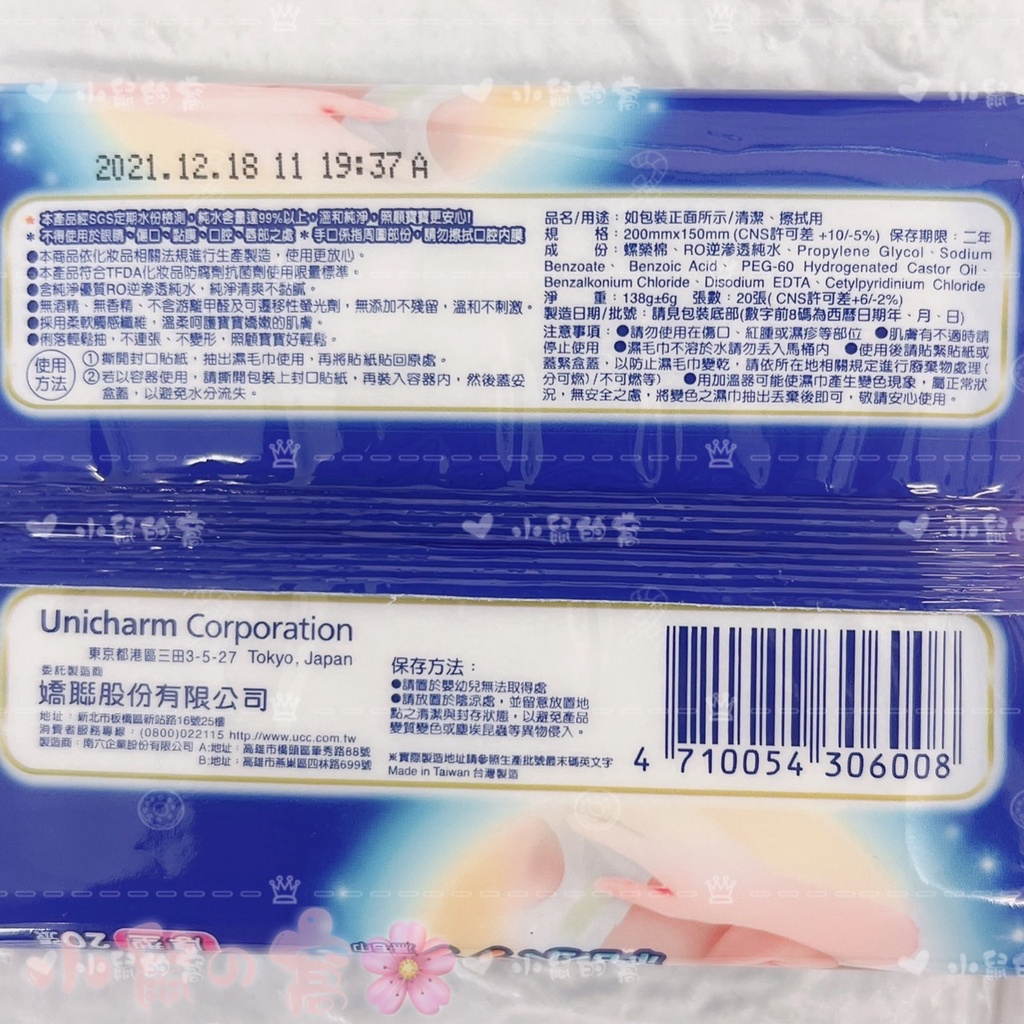 2021.12.18 11 19:37 A
*本產品經SGS定期水份檢測，純水含量達99%以上，溫和純淨，照顧寶寶更安心!
*不得使用於眼睛、傷口、黏膜、口腔、唇部之處 *手口係指周圍部份，請勿擦拭口腔內膜
●本商品依化妝品相關法規進行生產製造，使用更放心。
●本產品符合TFDA化妝品防腐劑抗菌劑使用限量標準。
●含純淨優質RO逆滲透純水，純淨清爽不黏膩。
●無酒精、無香精、不含游離甲醛及可遷移性螢光劑，無添加不殘留，溫和不刺激。
●採用柔軟觸感纖維，溫柔呵護寶寶嬌嫩的肌膚。
●俐落輕鬆抽，不連張、不變形，照顧寶寶好輕鬆。
使用方法
①撕開封口貼紙，抽出濕毛巾使用，再將貼紙貼回原處。
②若以容器使用，請撕開包裝上封口貼紙，再裝入容器內，然後蓋妥
盒蓋，以避免水分流失。
品名/用途：如包裝正面所示/清潔、擦拭用
規　格：200mmx150mm (CNS許可差 +10/-5%) 保存期限：二年
成　份：嫘縈棉、RO逆滲透純水、Propylene Glycol、Sodium
Benzoate、Benzoic Acid、PEG-60 Hydrogenated Castor Oil、
Benzalkonium Chloride、Disodium EDTA、Cetylpyridinium Chloride
淨　重：138g±6g 張數：20張( CNS許可差+6/-2%)
製造日期/批號：請見包裝底部(數字前8碼為西曆日期年、月、日)
注意事項：●請勿使用在傷口、紅腫或濕疹等部位 ●肌膚有不適時請
停止使用 ●濕毛巾不溶於水請勿丟入馬桶內 ●使用後請貼緊貼紙或
蓋緊盒蓋，以防止濕毛巾變乾，請依所在地相關規定進行廢棄物處理(
分可燃)/不可燃等) ●用加溫器可能使濕巾產生變色現象，屬正常狀
況，無安全之慮，將變色之濕巾抽出丟棄後即可，敬請安心使用。
Unicharm Corporation
東京都港區三田3-5-27 Tokyo, Japan
委託製造商
嬌聯股份有限公司
地址：新北市板橋區新站路16號25樓
消費者服務專線：(0800)022115 http://www.ucc.com.tw
製造商：南六企業股份有限公司 A:地址：高雄市橋頭區筆秀路88號
B:地址：高雄市燕巢區四林路699號
保存方法：
●請置於嬰幼兒無法取得處
●請放置於陰涼處，並留意放置地
點之清潔與封存狀態，以避免產品
變質變色或塵埃昆蟲等異物侵入。
※實際製造地址請參照生產批號最末碼英文字
Made in Taiwan 台灣製造
4 710054 306008
20張
小鼠の窩
小鼠的窩
小鼠的窩
小鼠的窩
小鼠的窩
小鼠的窩
小鼠的窩